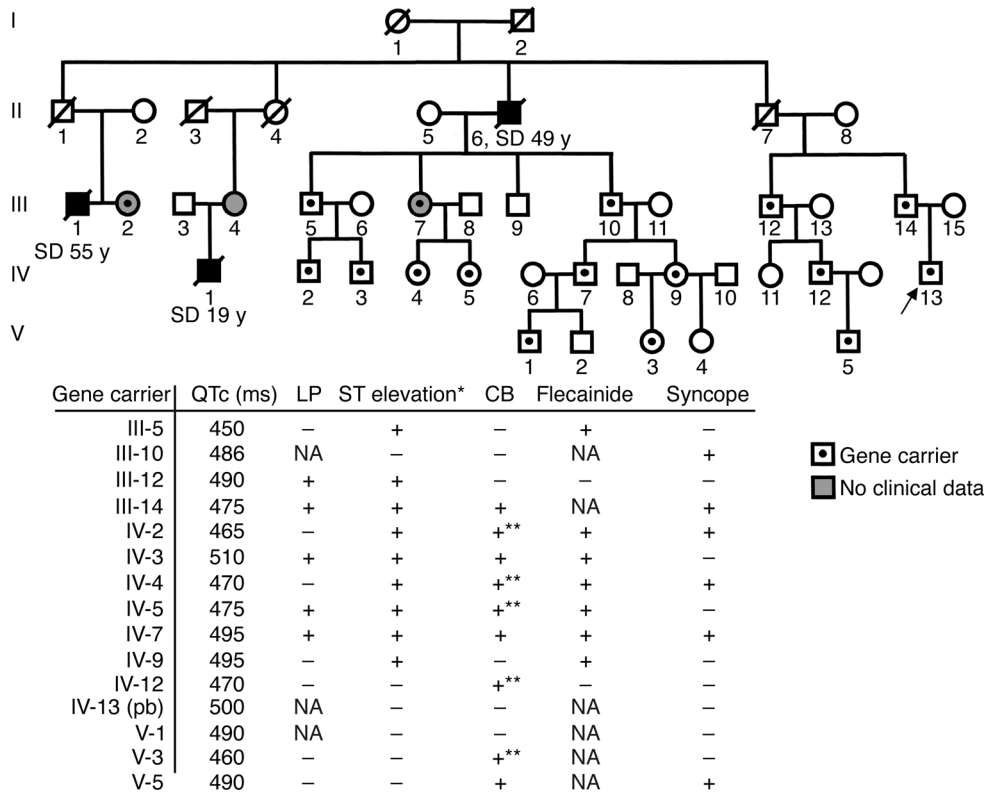 I
1 2
II
1 2 3 4 5 6, SD 49 y 7 8
III
1 2 3 4 5 6 7 8 9 10 11 12 13 14 15
SD 55 y
IV
1 2 3 4 5 6 7 8 9 10 11 12 13
SD 19 y
V
1 2 3 4 5
Gene carrier QTc (ms) LP ST elevation* CB Flecainide Syncope
III-5 450 – + – + –
III-10 486 NA – – NA +
III-12 490 + + – – –
III-14 475 + + + NA +
IV-2 465 – + +** + +
IV-3 510 + + + + –
IV-4 470 – + +** + +
IV-5 475 + + +** + –
IV-7 495 + + + + +
IV-9 495 – + – + –
IV-12 470 – – +** – –
IV-13 (pb) 500 NA – – NA –
V-1 490 NA – – NA –
V-3 460 – – +** NA –
V-5 490 – – + NA +
Gene carrier
No clinical data